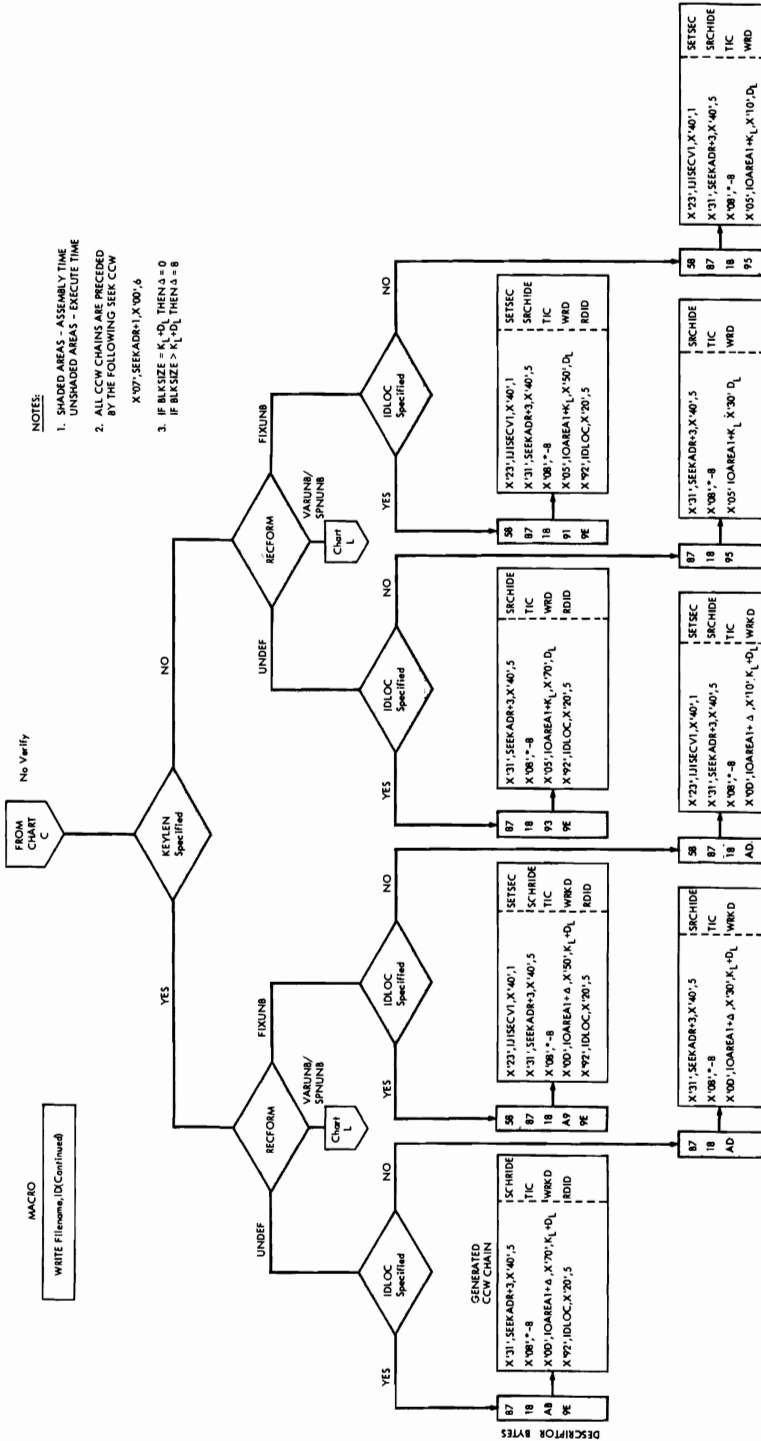 MACRO
WRITE Filename,ID(Continued)
FROM
CHART
C
No Verify
NOTES:
1. SHADED AREAS - ASSEMBLY TIME
UNSHADED AREAS - EXECUTE TIME
2. ALL CCW CHAINS ARE PRECEDED
BY THE FOLLOWING SEEK CCW
X'07',SEEKADR+1,X'00',6
3. IF BLKSIZE = KL+DL THEN Δ = 0
IF BLKSIZE > KL+DL THEN Δ = 8
KEYLEN
Specified
YES
NO
RECFORM
UNDEF
FIXUNB
VARUNB/
SPNUNB
Chart
L
RECFORM
UNDEF
FIXUNB
VARUNB/
SPNUNB
Chart
L
IDLOC
Specified
YES
NO
IDLOC
Specified
YES
NO
IDLOC
Specified
YES
NO
IDLOC
Specified
YES
NO
GENERATED
CCW CHAIN
DESCRIPTOR BYTES
87 X'31',SEEKADR+3,X'40',5 SCHRIDE
18 X'08',*-8 TIC
AB X'0D',IOAREA1+Δ,X'70',KL+DL WRKD
9E X'92',IDLOC,X'20',5 RDID
58 X'23',IJISECV1,X'40',1 SETSEC
87 X'31',SEEKADR+3,X'40',5 SCHRIDE
18 X'08',*-8 TIC
A9 X'0D',IOAREA1+Δ,X'50',KL+DL WRKD
9E X'92',IDLOC,X'20',5 RDID
87 X'31',SEEKADR+3,X'40',5 SRCHIDE
18 X'08',*-8 TIC
93 X'05',IOAREA1+KL,X'70',DL WRD
9E X'92',IDLOC,X'20',5 RDID
58 X'23',IJISECV1,X'40',1 SETSEC
87 X'31',SEEKADR+3,X'40',5 SRCHIDE
18 X'08',*-8 TIC
91 X'05',IOAREA1+KL,X'50',DL WRD
9E X'92',IDLOC,X'20',5 RDID
87 X'31',SEEKADR+3,X'40',5 SRCHIDE
18 X'08',*-8 TIC
AD X'0D',IOAREA1+Δ,X'30',KL+DL WRKD
58 X'23',IJISECV1,X'40',1 SETSEC
87 X'31',SEEKADR+3,X'40',5 SRCHIDE
18 X'08',*-8 TIC
AD X'0D',IOAREA1+Δ,X'10',KL+DL WRKD
87 X'31',SEEKADR+3,X'40',5 SRCHIDE
18 X'08',*-8 TIC
95 X'05' IOAREA1+KL X'30' DL WRD
58 X'23',IJISECV1,X'40',1 SETSEC
87 X'31',SEEKADR+3,X'40',5 SRCHIDE
18 X'08',*-8 TIC
95 X'05',IOAREA1+KL,X'10',DL WRD